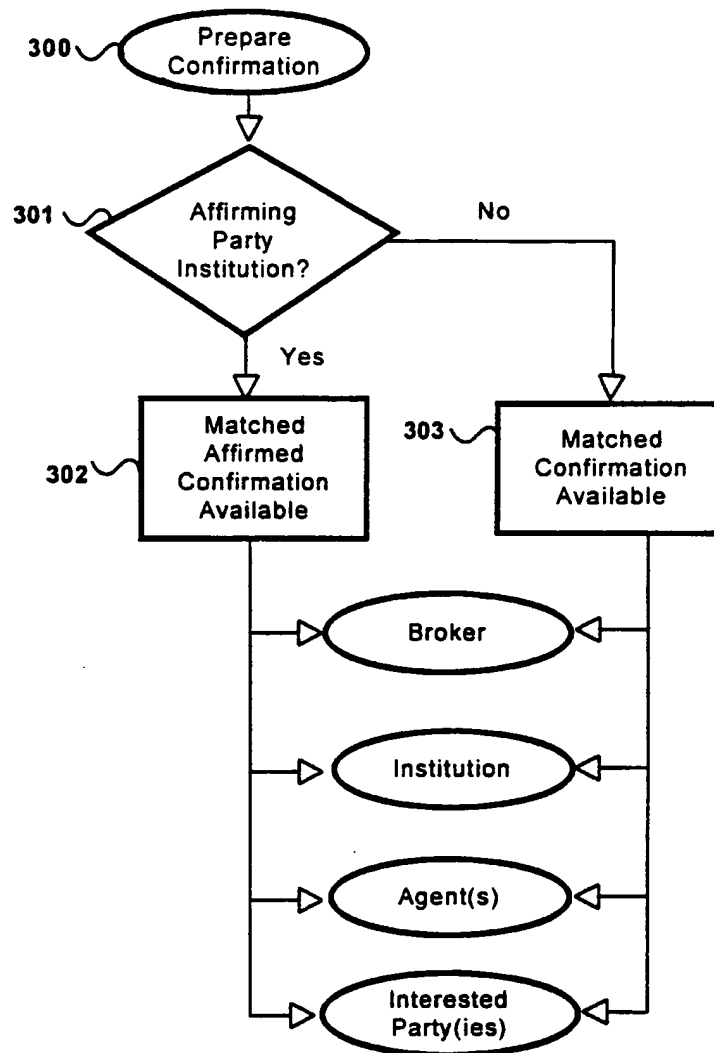 300
Prepare
Confirmation
301
Affirming
Party
Institution?
No
Yes
302
Matched
Affirmed
Confirmation
Available
303
Matched
Confirmation
Available
Broker
Institution
Agent(s)
Interested
Party(ies)